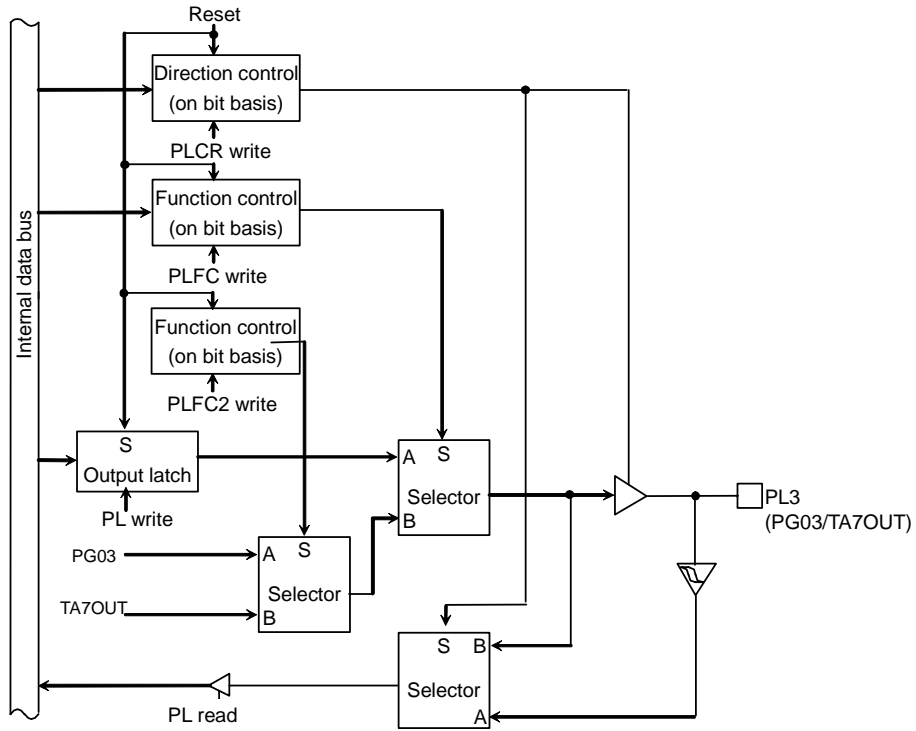 Reset
Direction control
(on bit basis)
PLCR write
Function control
(on bit basis)
PLFC write
Internal data bus
Function control
(on bit basis)
PLFC2 write
S
Output latch
PL write
A
S
Selector
B
PL3
(PG03/TA7OUT)
PG03
TA7OUT
A
S
Selector
B
S
B
Selector
A
PL read